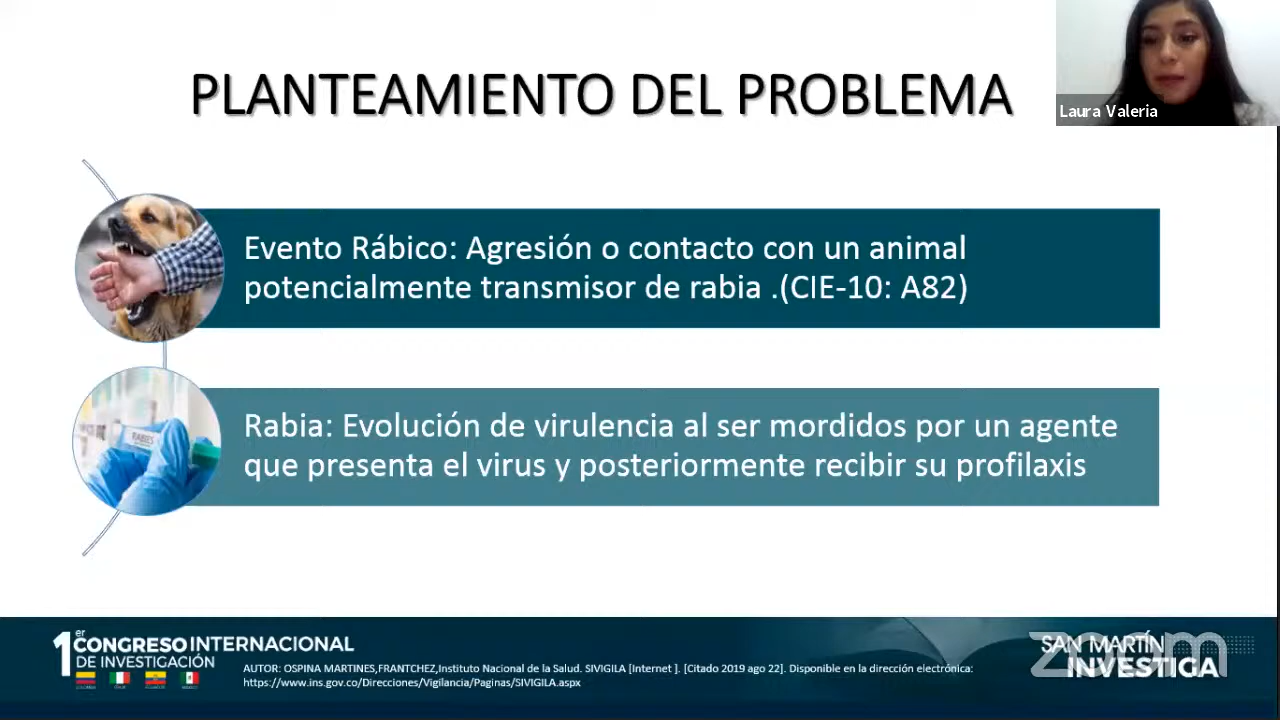 PLANTEAMIENTO DEL PROBLEMA
Laura Valeria
Evento Rábico: Agresión o contacto con un animal
potencialmente transmisor de rabia .(CIE-10: A82)
RABIES
Rabia: Evolución de virulencia al ser mordidos por un agente
que presenta el virus y posteriormente recibir su profilaxis
1er CONGRESO INTERNACIONAL
DE INVESTIGACIÓN
AUTOR: OSPINA MARTINES,FRANTCHEZ,Instituto Nacional de la Salud. SIVIGILA [Internet ]. [Citado 2019 ago 22]. Disponible en la dirección electrónica:
https://www.ins.gov.co/Direcciones/Vigilancia/Paginas/SIVIGILA.aspx
SAN MARTÍN
INVESTIGA
zoom